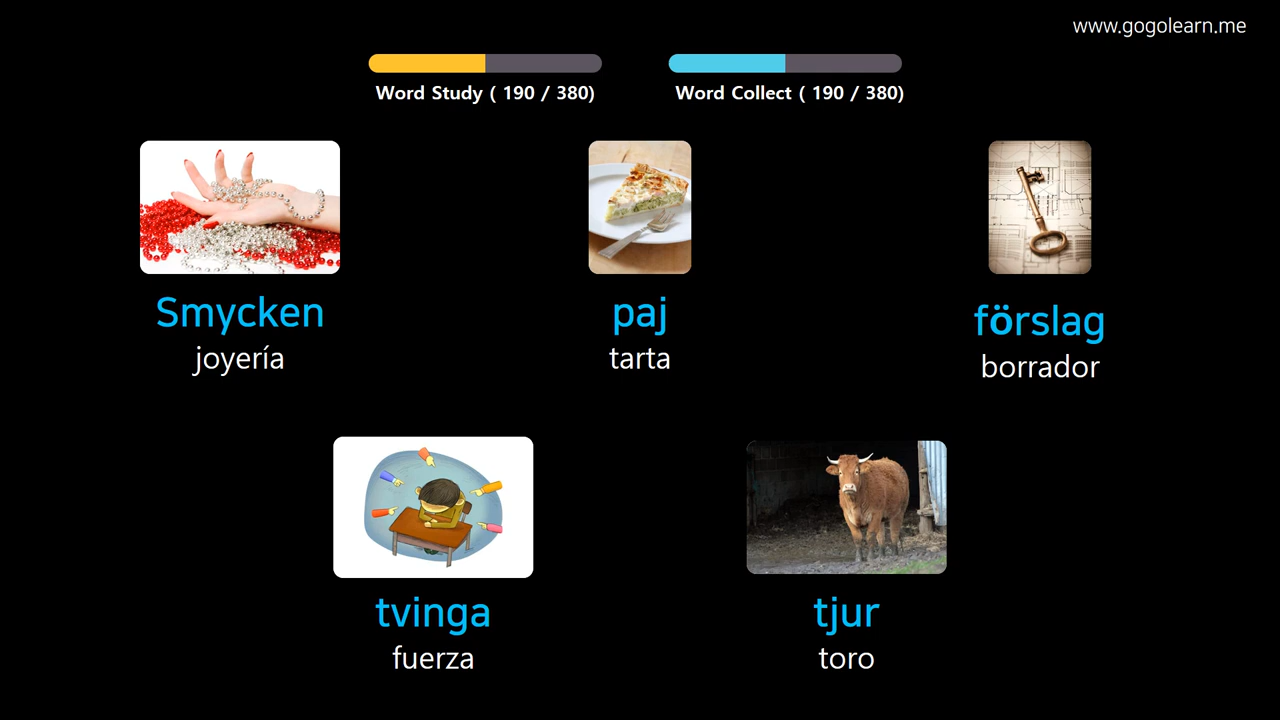 www.gogolearn.me
Word Study ( 190 / 380)
Word Collect ( 190 / 380)
Smycken
joyería
paj
tarta
förslag
borrador
tvinga
fuerza
tjur
toro